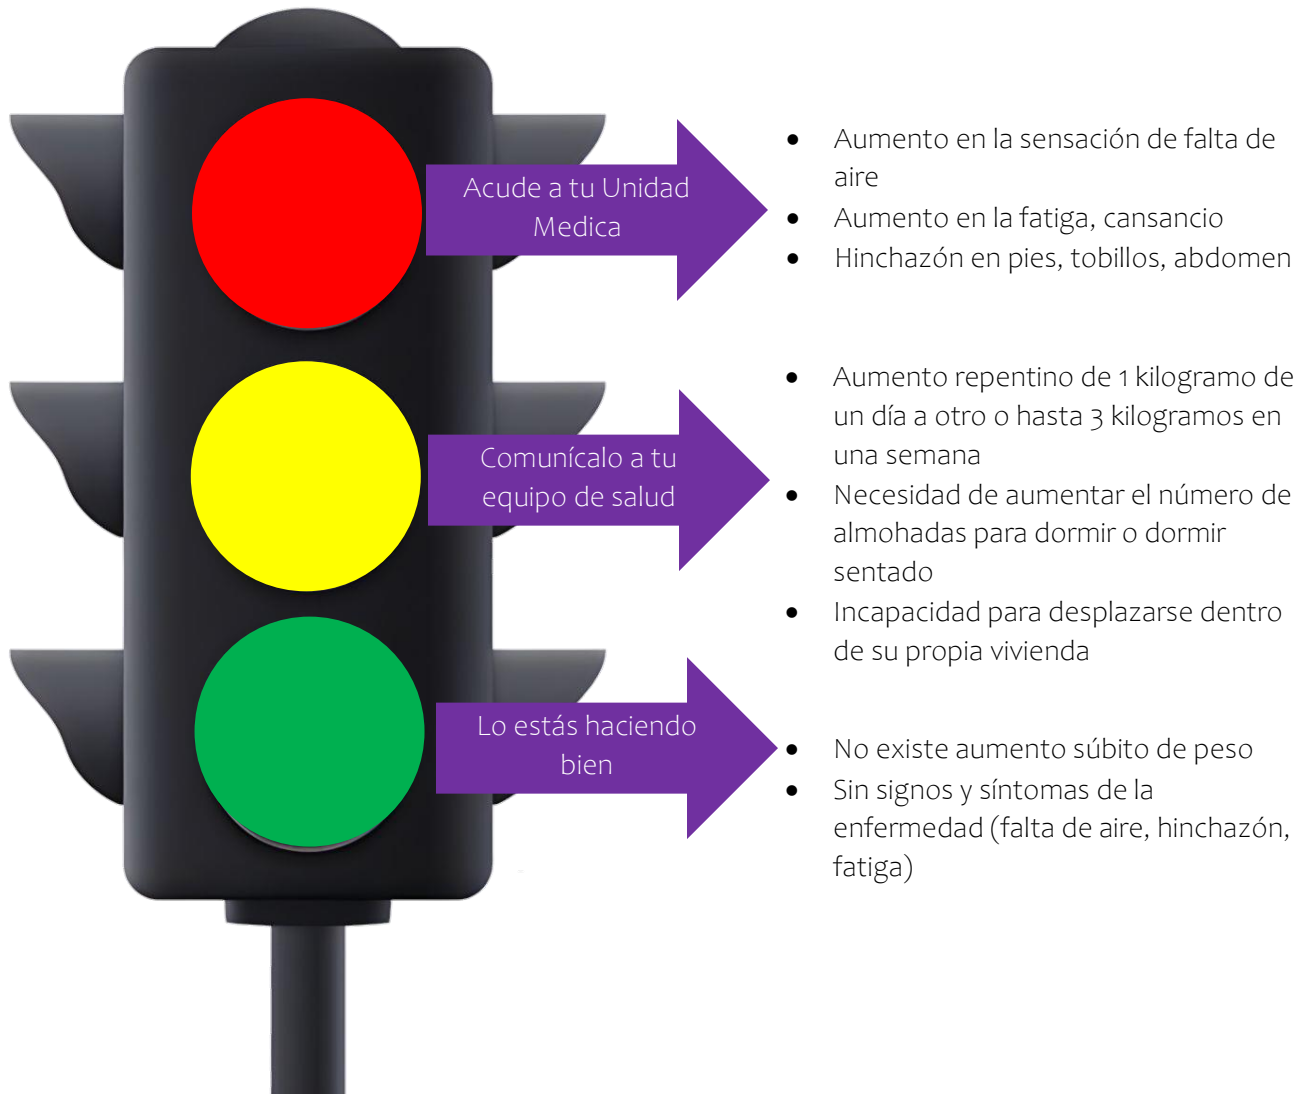 Acude a tu Unidad
Medica
• Aumento en la sensación de falta de
aire
• Aumento en la fatiga, cansancio
• Hinchazón en pies, tobillos, abdomen
Comunícalo a tu
equipo de salud
• Aumento repentino de 1 kilogramo de
un día a otro o hasta 3 kilogramos en
una semana
• Necesidad de aumentar el número de
almohadas para dormir o dormir
sentado
• Incapacidad para desplazarse dentro
de su propia vivienda
Lo estás haciendo
bien
• No existe aumento súbito de peso
• Sin signos y síntomas de la
enfermedad (falta de aire, hinchazón,
fatiga)